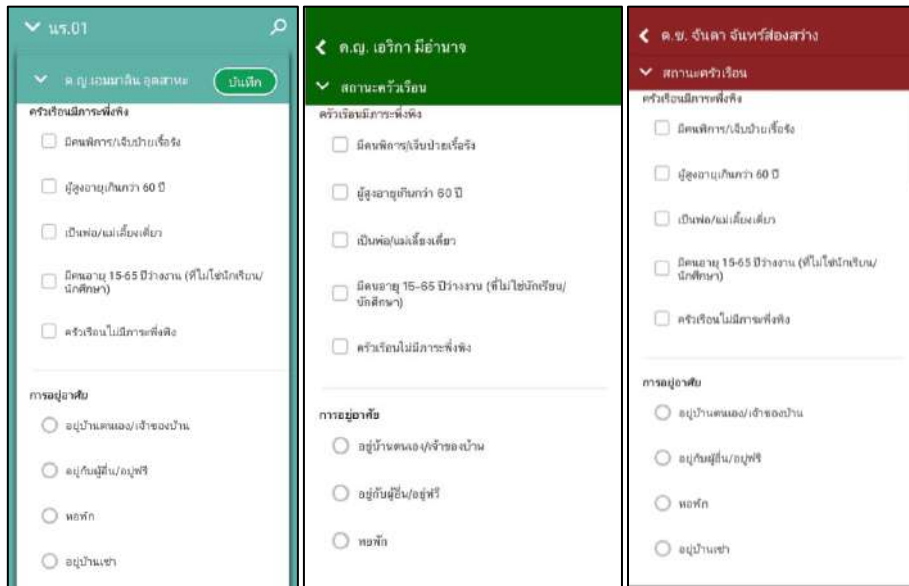 นร.01
ด.ญ.เอมมาลิน อุตสาหะ
บันทึก
ครัวเรือนมีภาระพึ่งพิง
มีคนพิการ/เจ็บป่วยเรื้อรัง
ผู้สูงอายุเกินกว่า 60 ปี
เป็นพ่อ/แม่เลี้ยงเดี่ยว
มีคนอายุ 15-65 ปีว่างงาน (ที่ไม่ใช่นักเรียน/
นักศึกษา)
ครัวเรือนไม่มีภาระพึ่งพิง
การอยู่อาศัย
อยู่บ้านตนเอง/เจ้าของบ้าน
อยู่กับผู้อื่น/อยู่ฟรี
หอพัก
อยู่บ้านเช่า
ด.ญ. เอริกา มีอำนาจ
สถานะครัวเรือน
ครัวเรือนมีภาระพึ่งพิง
มีคนพิการ/เจ็บป่วยเรื้อรัง
ผู้สูงอายุเกินกว่า 60 ปี
เป็นพ่อ/แม่เลี้ยงเดี่ยว
มีคนอายุ 15-65 ปีว่างงาน (ที่ไม่ใช่นักเรียน/
นักศึกษา)
ครัวเรือนไม่มีภาระพึ่งพิง
การอยู่อาศัย
อยู่บ้านตนเอง/เจ้าของบ้าน
อยู่กับผู้อื่น/อยู่ฟรี
หอพัก
ด.ช. จันดา จันทร์ส่องสว่าง
สถานะครัวเรือน
ครัวเรือนมีภาระพึ่งพิง
มีคนพิการ/เจ็บป่วยเรื้อรัง
ผู้สูงอายุเกินกว่า 60 ปี
เป็นพ่อ/แม่เลี้ยงเดี่ยว
มีคนอายุ 15-65 ปีว่างงาน (ที่ไม่ใช่นักเรียน/
นักศึกษา)
ครัวเรือนไม่มีภาระพึ่งพิง
การอยู่อาศัย
อยู่บ้านตนเอง/เจ้าของบ้าน
อยู่กับผู้อื่น/อยู่ฟรี
หอพัก
อยู่บ้านเช่า